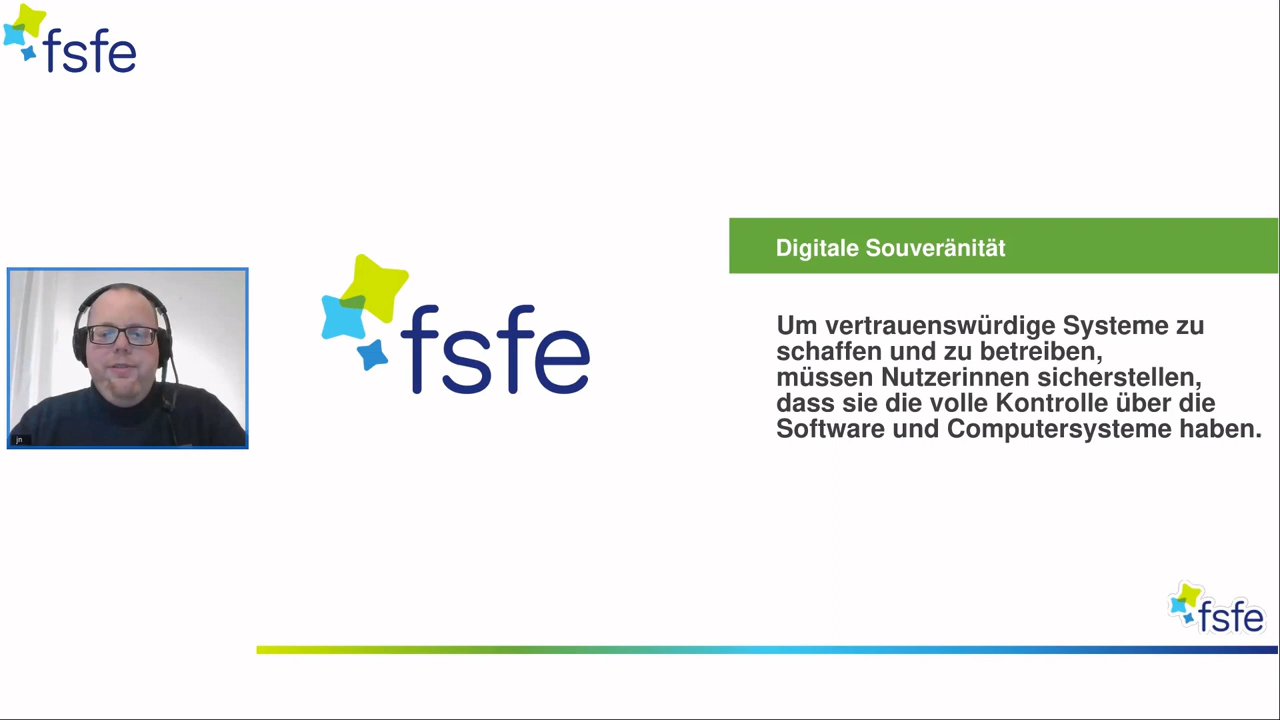 fsfe
jn
fsfe
Digitale Souveränität
Um vertrauenswürdige Systeme zu
schaffen und zu betreiben,
müssen Nutzerinnen sicherstellen,
dass sie die volle Kontrolle über die
Software und Computersysteme haben.
fsfe